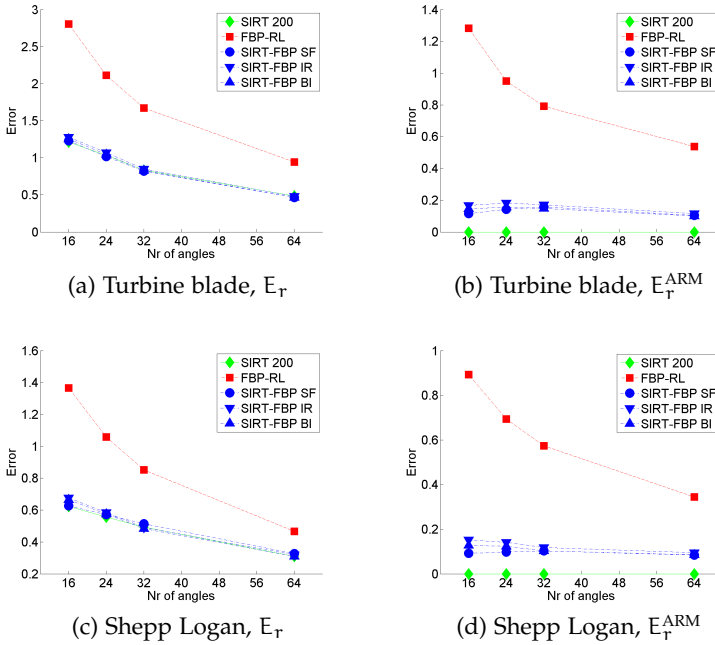 3
2.5
2
1.5
1
0.5
0
Error
16 24 32 40 48 56 64
Nr of angles
SIRT 200
FBP-RL
SIRT-FBP SF
SIRT-FBP IR
SIRT-FBP BI
(a) Turbine blade, E_r
1.4
1.2
1
0.8
0.6
0.4
0.2
0
Error
16 24 32 40 48 56 64
Nr of angles
SIRT 200
FBP-RL
SIRT-FBP SF
SIRT-FBP IR
SIRT-FBP BI
(b) Turbine blade, E_r^ARM
1.6
1.4
1.2
1
0.8
0.6
0.4
0.2
Error
16 24 32 40 48 56 64
Nr of angles
SIRT 200
FBP-RL
SIRT-FBP SF
SIRT-FBP IR
SIRT-FBP BI
(c) Shepp Logan, E_r
1
0.8
0.6
0.4
0.2
0
Error
16 24 32 40 48 56 64
Nr of angles
SIRT 200
FBP-RL
SIRT-FBP SF
SIRT-FBP IR
SIRT-FBP BI
(d) Shepp Logan, E_r^ARM